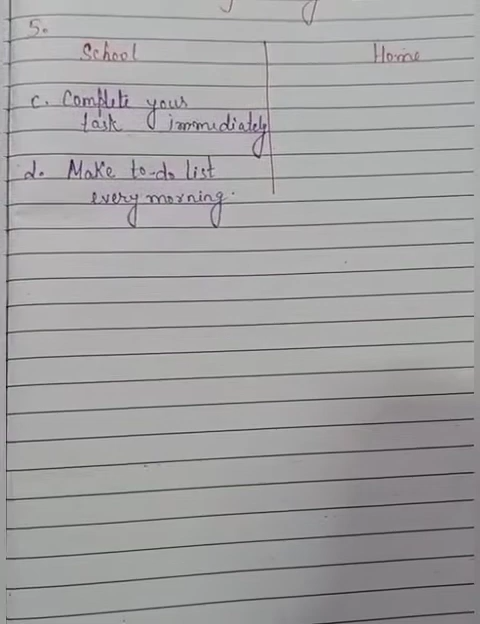 5.
School Home
c. Complete your
task immediately
d. Make to-do list
every morning.